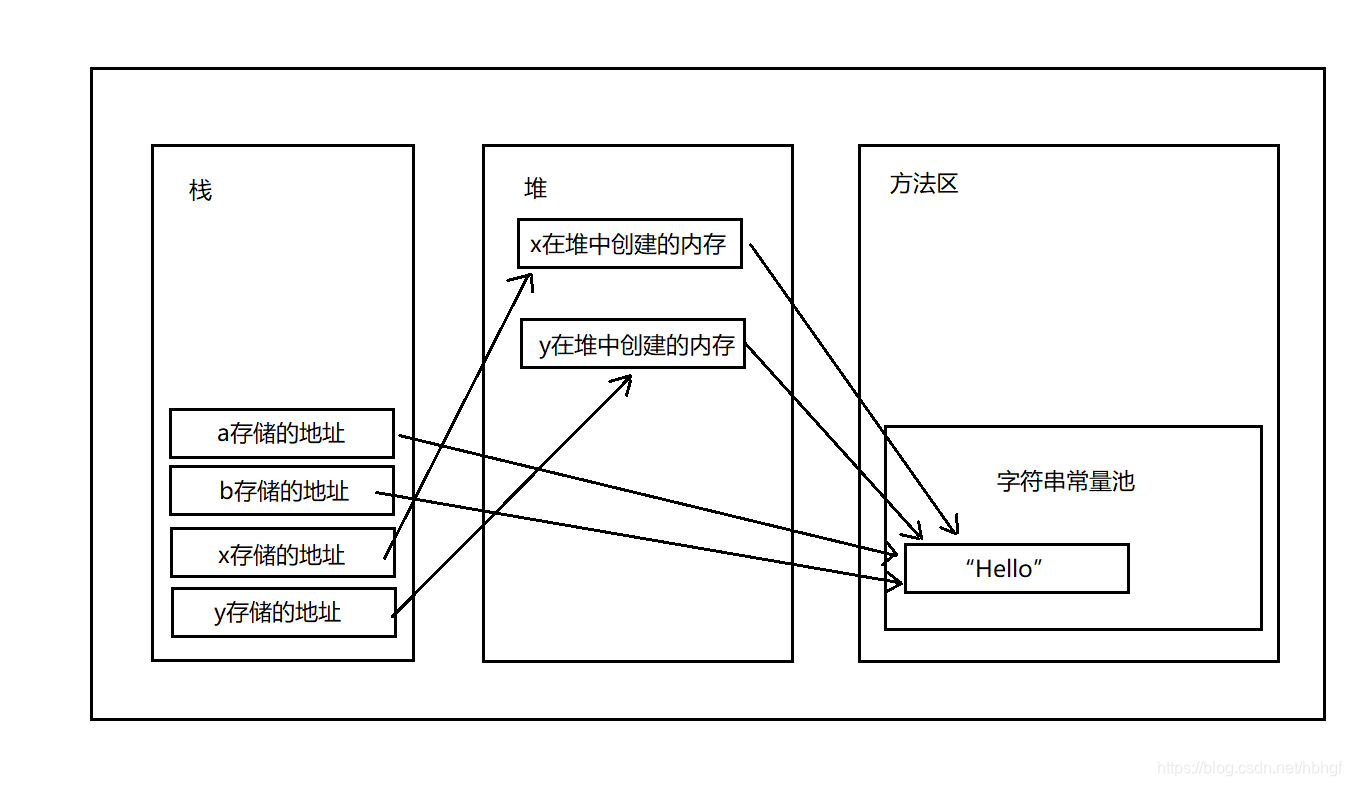 栈
a存储的地址
b存储的地址
x存储的地址
y存储的地址
堆
x在堆中创建的内存
y在堆中创建的内存
方法区
字符串常量池
“Hello”
https://blog.csdn.net/hbhgf